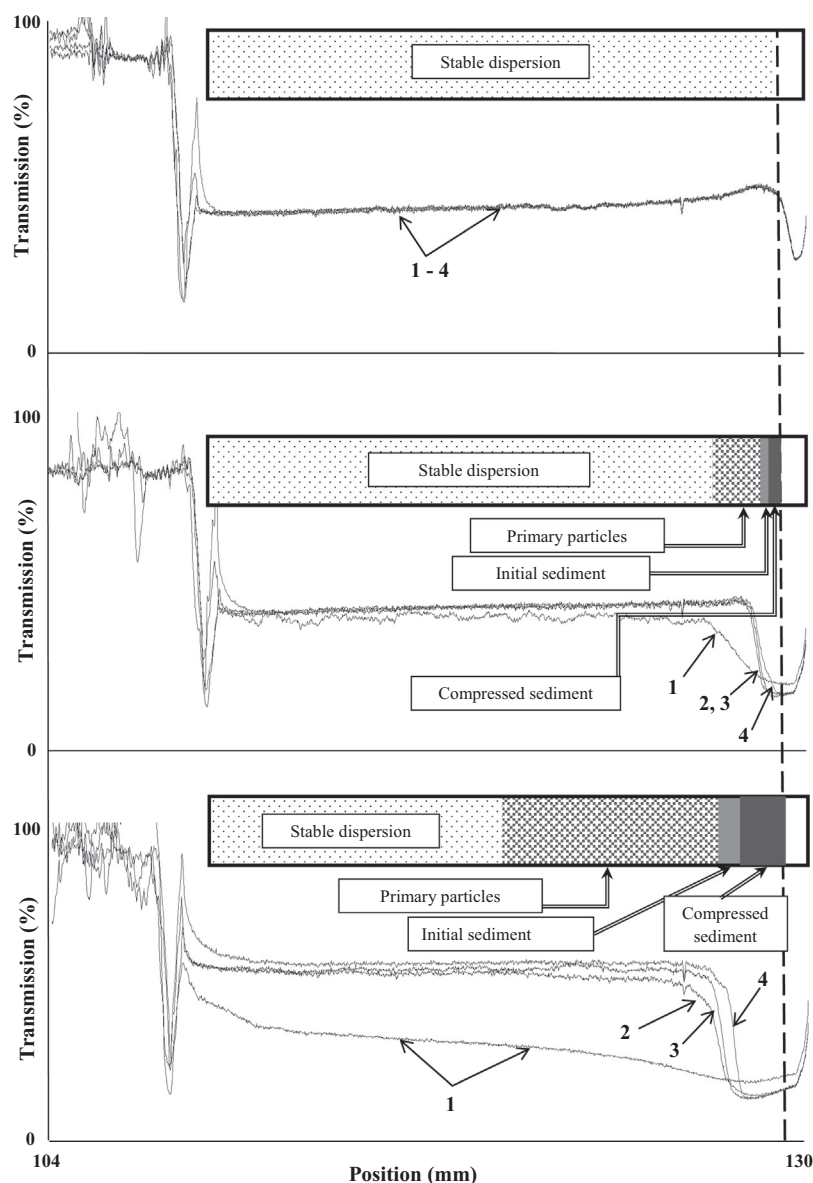 100
Transmission (%)
Stable dispersion
1 - 4
0
100
Transmission (%)
Stable dispersion
Primary particles
Initial sediment
Compressed sediment
1
2, 3
4
0
100
Transmission (%)
Stable dispersion
Primary particles
Initial sediment
Compressed
sediment
2
3
4
1
0
104
Position (mm)
130